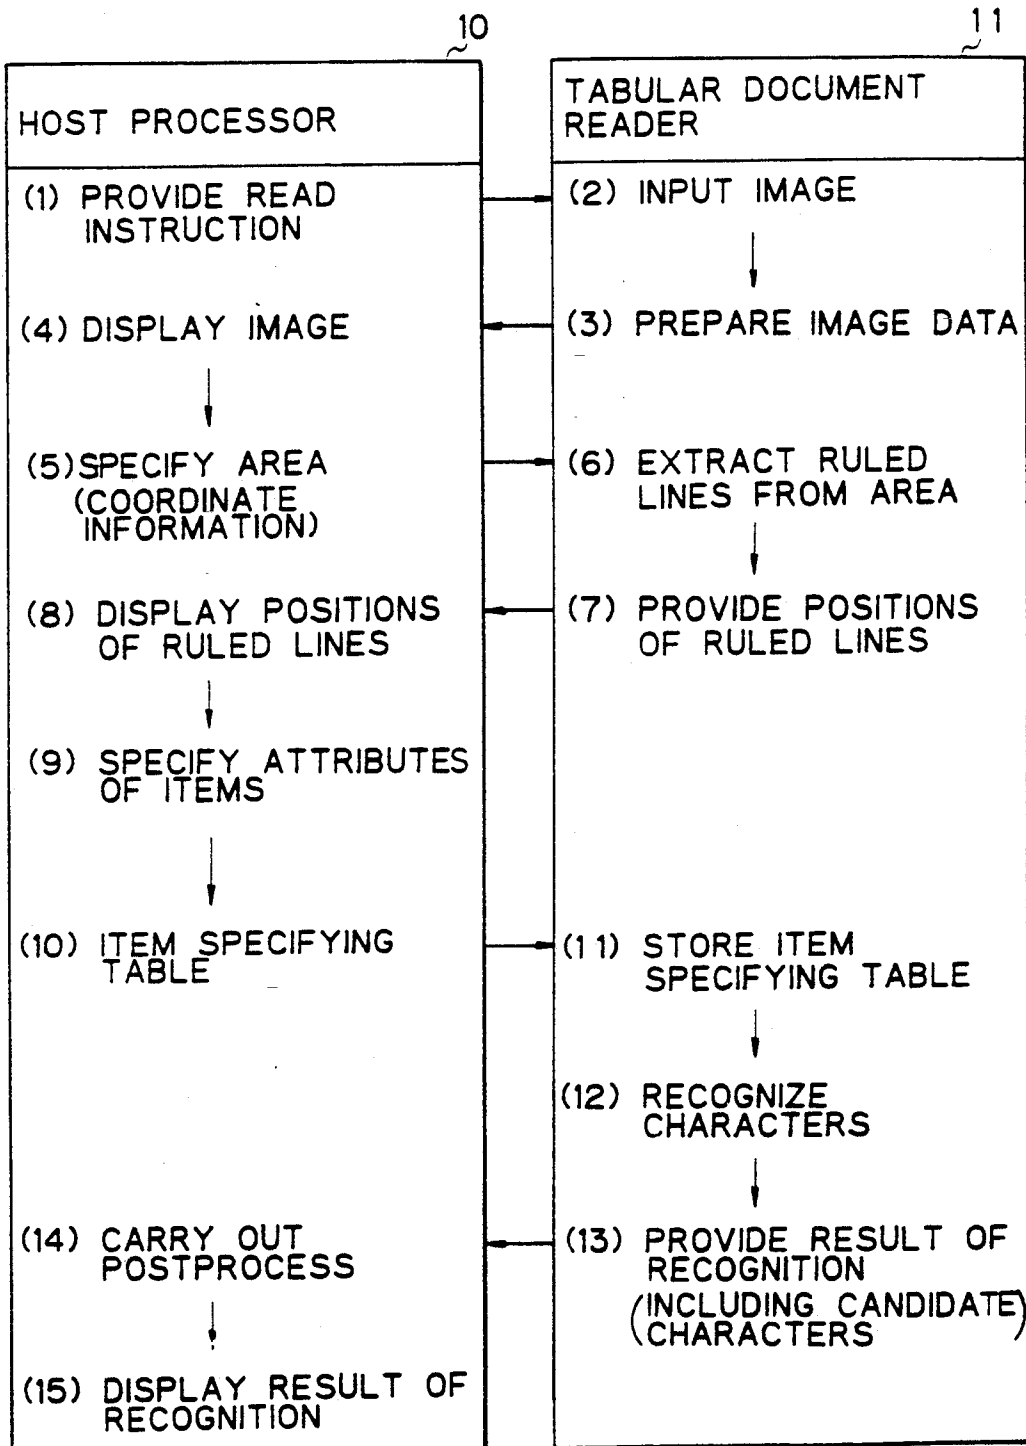 10
HOST PROCESSOR
(1) PROVIDE READ
INSTRUCTION
(4) DISPLAY IMAGE
(5) SPECIFY AREA
(COORDINATE
INFORMATION)
(8) DISPLAY POSITIONS
OF RULED LINES
(9) SPECIFY ATTRIBUTES
OF ITEMS
(10) ITEM SPECIFYING
TABLE
(14) CARRY OUT
POSTPROCESS
(15) DISPLAY RESULT OF
RECOGNITION
11
TABULAR DOCUMENT
READER
(2) INPUT IMAGE
(3) PREPARE IMAGE DATA
(6) EXTRACT RULED
LINES FROM AREA
(7) PROVIDE POSITIONS
OF RULED LINES
(11) STORE ITEM
SPECIFYING TABLE
(12) RECOGNIZE
CHARACTERS
(13) PROVIDE RESULT OF
RECOGNITION
(INCLUDING CANDIDATE
CHARACTERS)